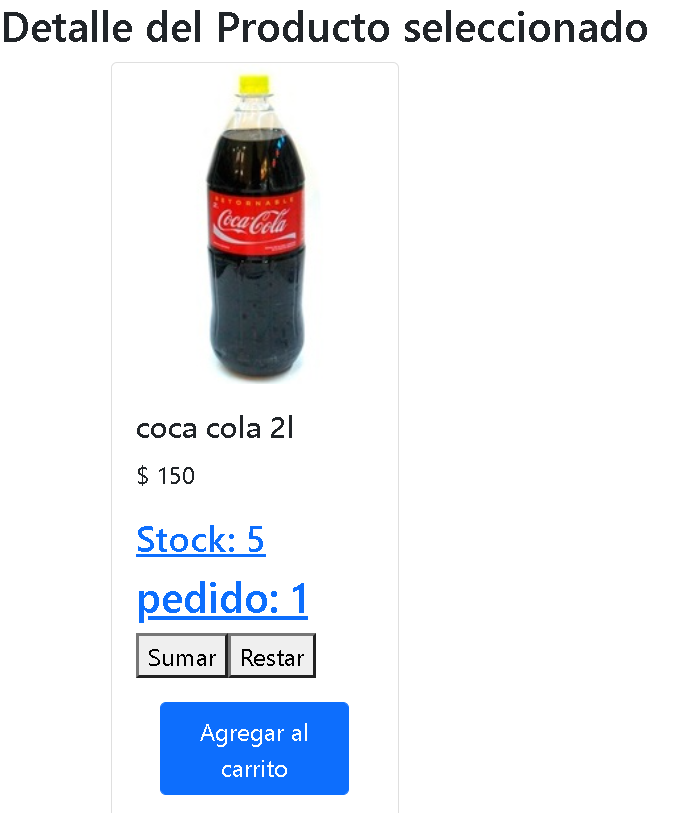 Detalle del Producto seleccionado
RETORNABLE
Coca-Cola
coca cola 2l
$ 150
Stock: 5
pedido: 1
Sumar Restar
Agregar al
carrito